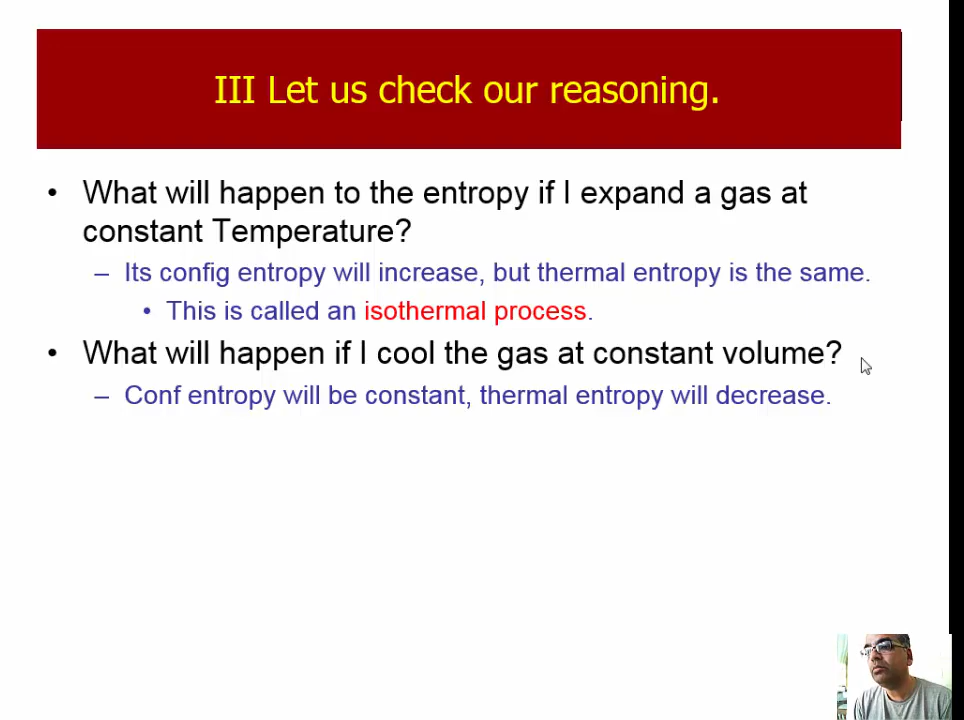 III Let us check our reasoning.
• What will happen to the entropy if I expand a gas at
constant Temperature?
– Its config entropy will increase, but thermal entropy is the same.
• This is called an isothermal process.
• What will happen if I cool the gas at constant volume?
– Conf entropy will be constant, thermal entropy will decrease.